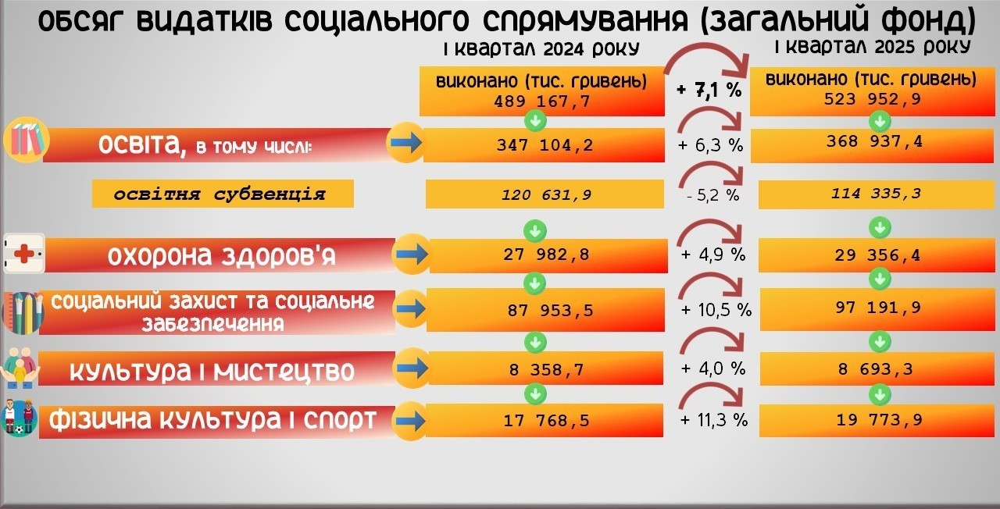 ОБСЯГ ВИДАТКІВ СОЦІАЛЬНОГО СПРЯМУВАННЯ (ЗАГАЛЬНИЙ ФОНД)
І КВАРТАЛ 2024 РОКУ
І КВАРТАЛ 2025 РОКУ
ВИКОНАНО (ТИС. ГРИВЕНЬ)
489 167,7
+ 7,1 %
ВИКОНАНО (ТИС. ГРИВЕНЬ)
523 952,9
ОСВІТА, В ТОМУ ЧИСЛІ:
347 104,2
+ 6,3 %
368 937,4
освітня субвенція
120 631,9
- 5,2 %
114 335,3
ОХОРОНА ЗДОРОВ'Я
27 982,8
+ 4,9 %
29 356,4
СОЦІАЛЬНИЙ ЗАХИСТ ТА СОЦІАЛЬНЕ
ЗАБЕЗПЕЧЕННЯ
87 953,5
+ 10,5 %
97 191,9
КУЛЬТУРА І МИСТЕЦТВО
8 358,7
+ 4,0 %
8 693,3
ФІЗИЧНА КУЛЬТУРА І СПОРТ
17 768,5
+ 11,3 %
19 773,9